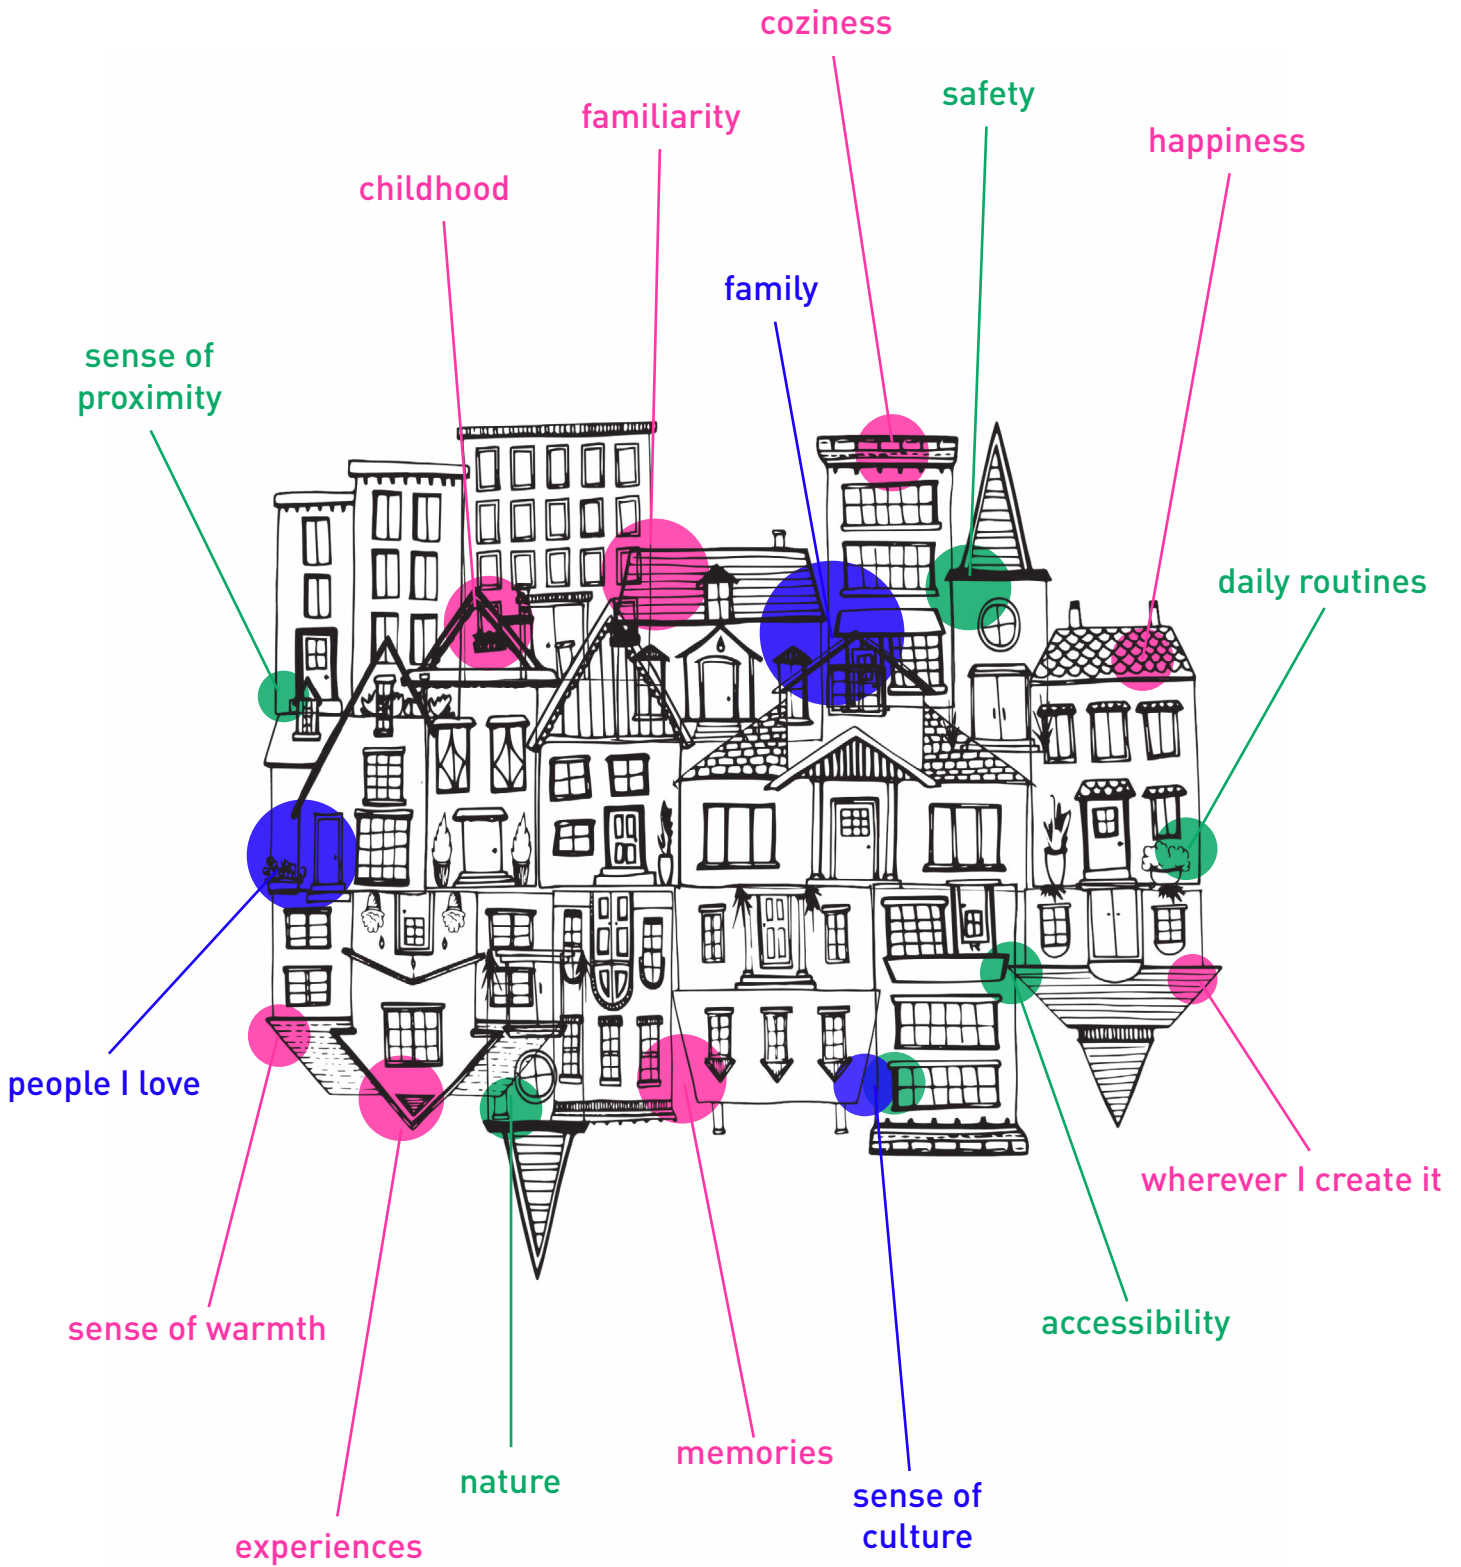 coziness
safety
familiarity
happiness
childhood
family
sense of
proximity
daily routines
people I love
wherever I create it
sense of warmth
accessibility
memories
nature
sense of
culture
experiences